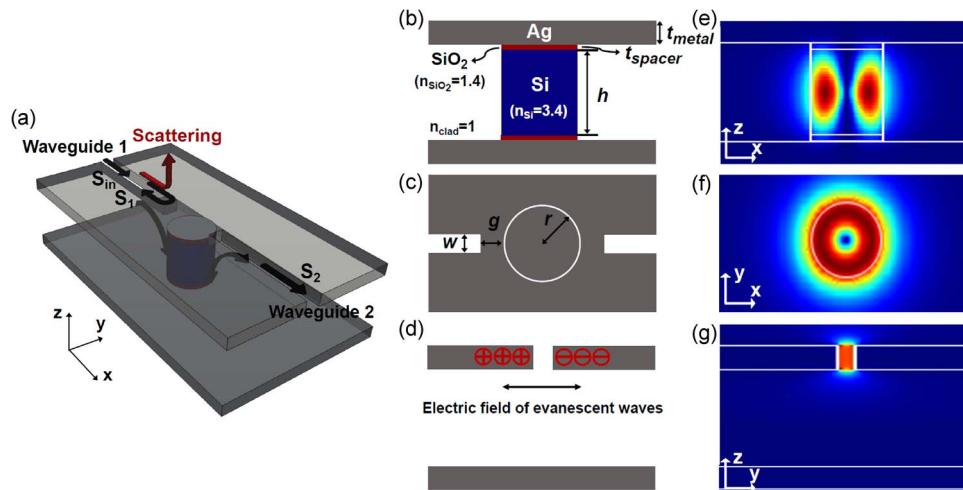 (a)
Waveguide 1
Scattering
S_in
S_1
S_2
Waveguide 2
z
y
x
(b)
Ag
t_metal
SiO_2
(n_SiO_2=1.4)
t_spacer
Si
(n_Si=3.4)
h
n_clad=1
(c)
g
r
w
(d)
Electric field of evanescent waves
(e)
z
x
(f)
y
x
(g)
z
y